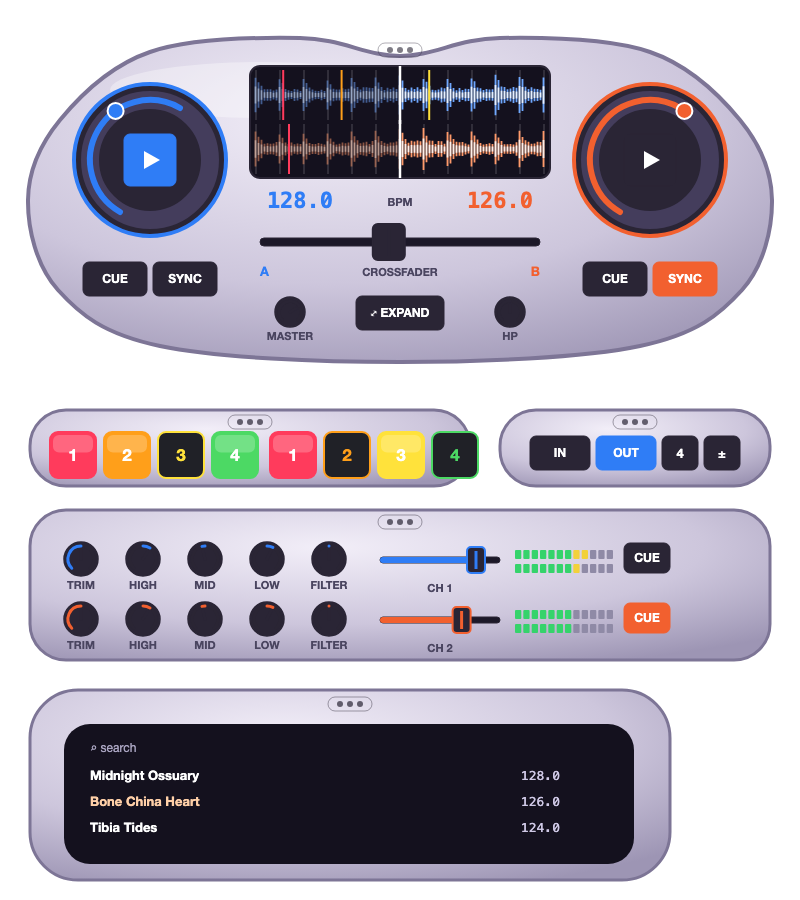 128.0 BPM 126.0
A CROSSFADER B
CUE SYNC
CUE SYNC
EXPAND
MASTER HP
1 2 3 4 1 2 3 4
IN OUT 4 ±
TRIM HIGH MID LOW FILTER
CH 1
CUE
TRIM HIGH MID LOW FILTER
CH 2
CUE
search
Midnight Ossuary 128.0
Bone China Heart 126.0
Tibia Tides 124.0